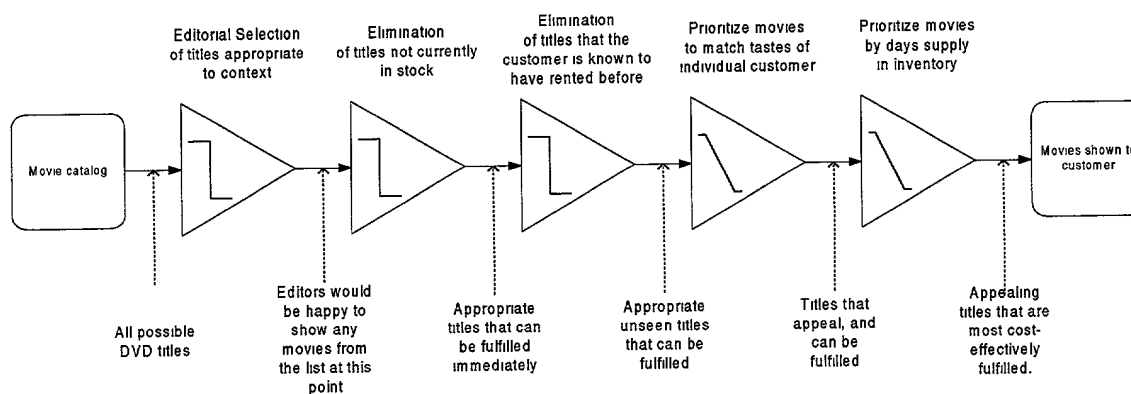 Editorial Selection
of titles appropriate
to context
Elimination
of titles not currently
in stock
Elimination
of titles that the
customer is known to
have rented before
Prioritize movies
to match tastes of
individual customer
Prioritize movies
by days supply
in inventory
Movie catalog
Movies shown to
customer
All possible
DVD titles
Editors would
be happy to
show any
movies from
the list at this
point
Appropriate
titles that can
be fulfilled
immediately
Appropriate
unseen titles
that can be
fulfilled
Titles that
appeal, and
can be
fulfilled
Appealing
titles that are
most cost-
effectively
fulfilled.